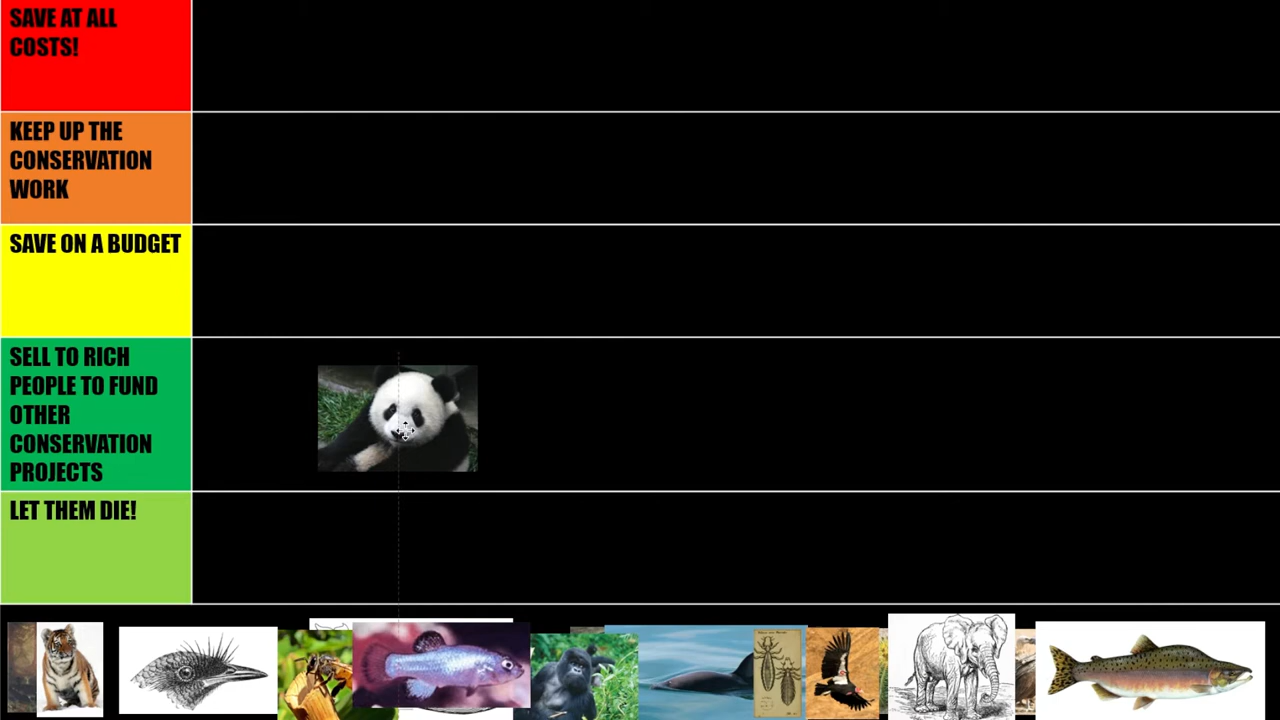 SAVE AT ALL
COSTS!
KEEP UP THE
CONSERVATION
WORK
SAVE ON A BUDGET
SELL TO RICH
PEOPLE TO FUND
OTHER
CONSERVATION
PROJECTS
LET THEM DIE!